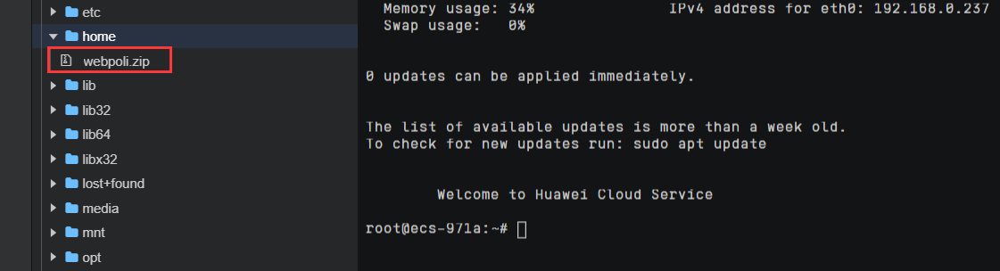 etc
home
webpoli.zip
lib
lib32
lib64
libx32
lost+found
media
mnt
opt
Memory usage: 34% IPv4 address for eth0: 192.168.0.237
Swap usage: 0%
0 updates can be applied immediately.
The list of available updates is more than a week old.
To check for new updates run: sudo apt update
Welcome to Huawei Cloud Service
root@ecs-971a:~#